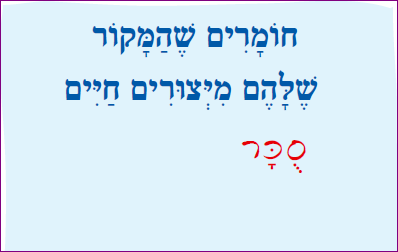 חוֹמָרִים שֶׁהַמָּקוֹר
שֶׁלָּהֶם מִיְּצוּרִים חַיִּים
סֻכָּר